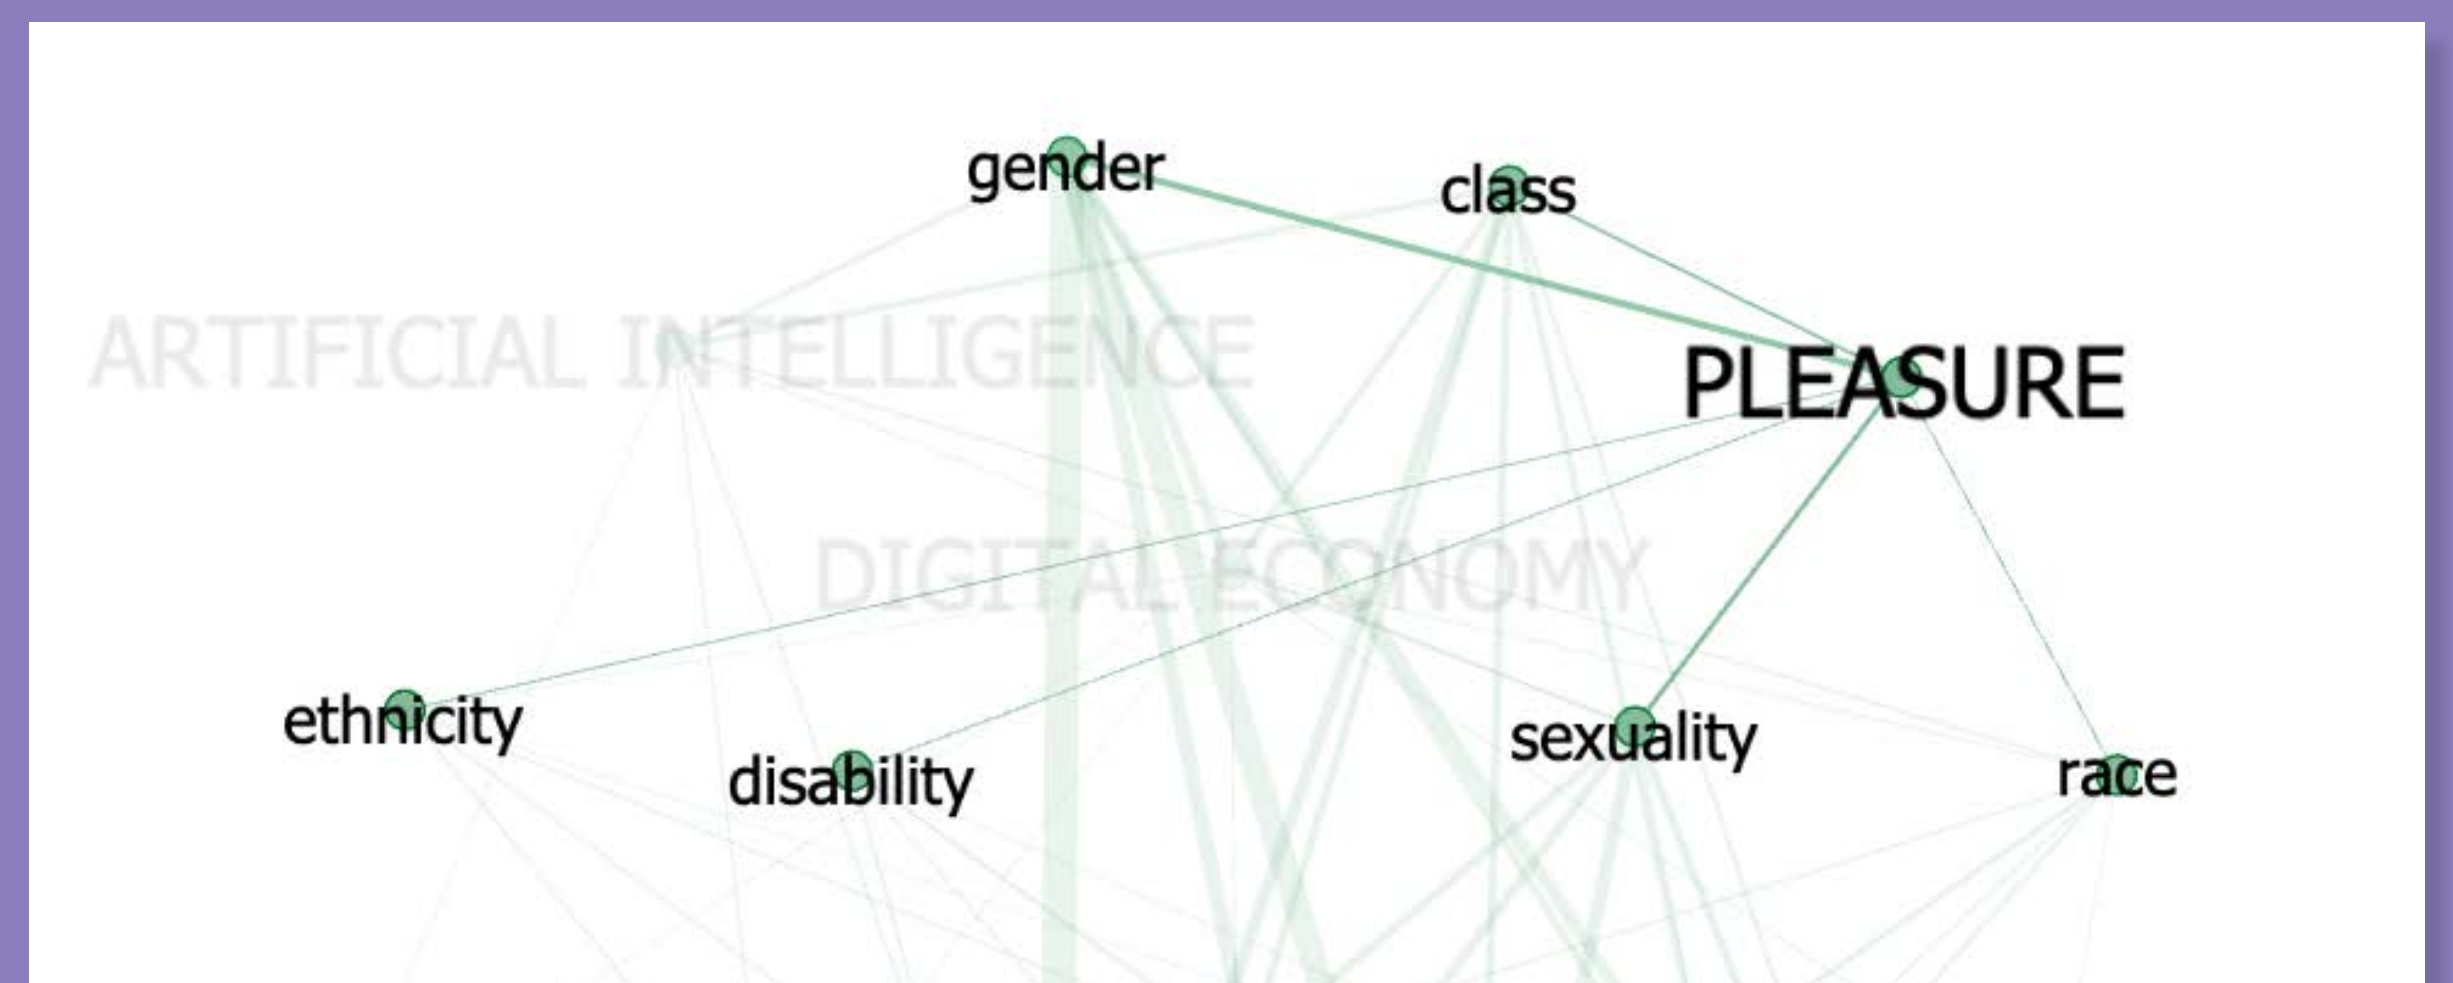 gender
class
ARTIFICIAL INTELLIGENCE
PLEASURE
DIGITAL ECONOMY
ethnicity
disability
sexuality
race